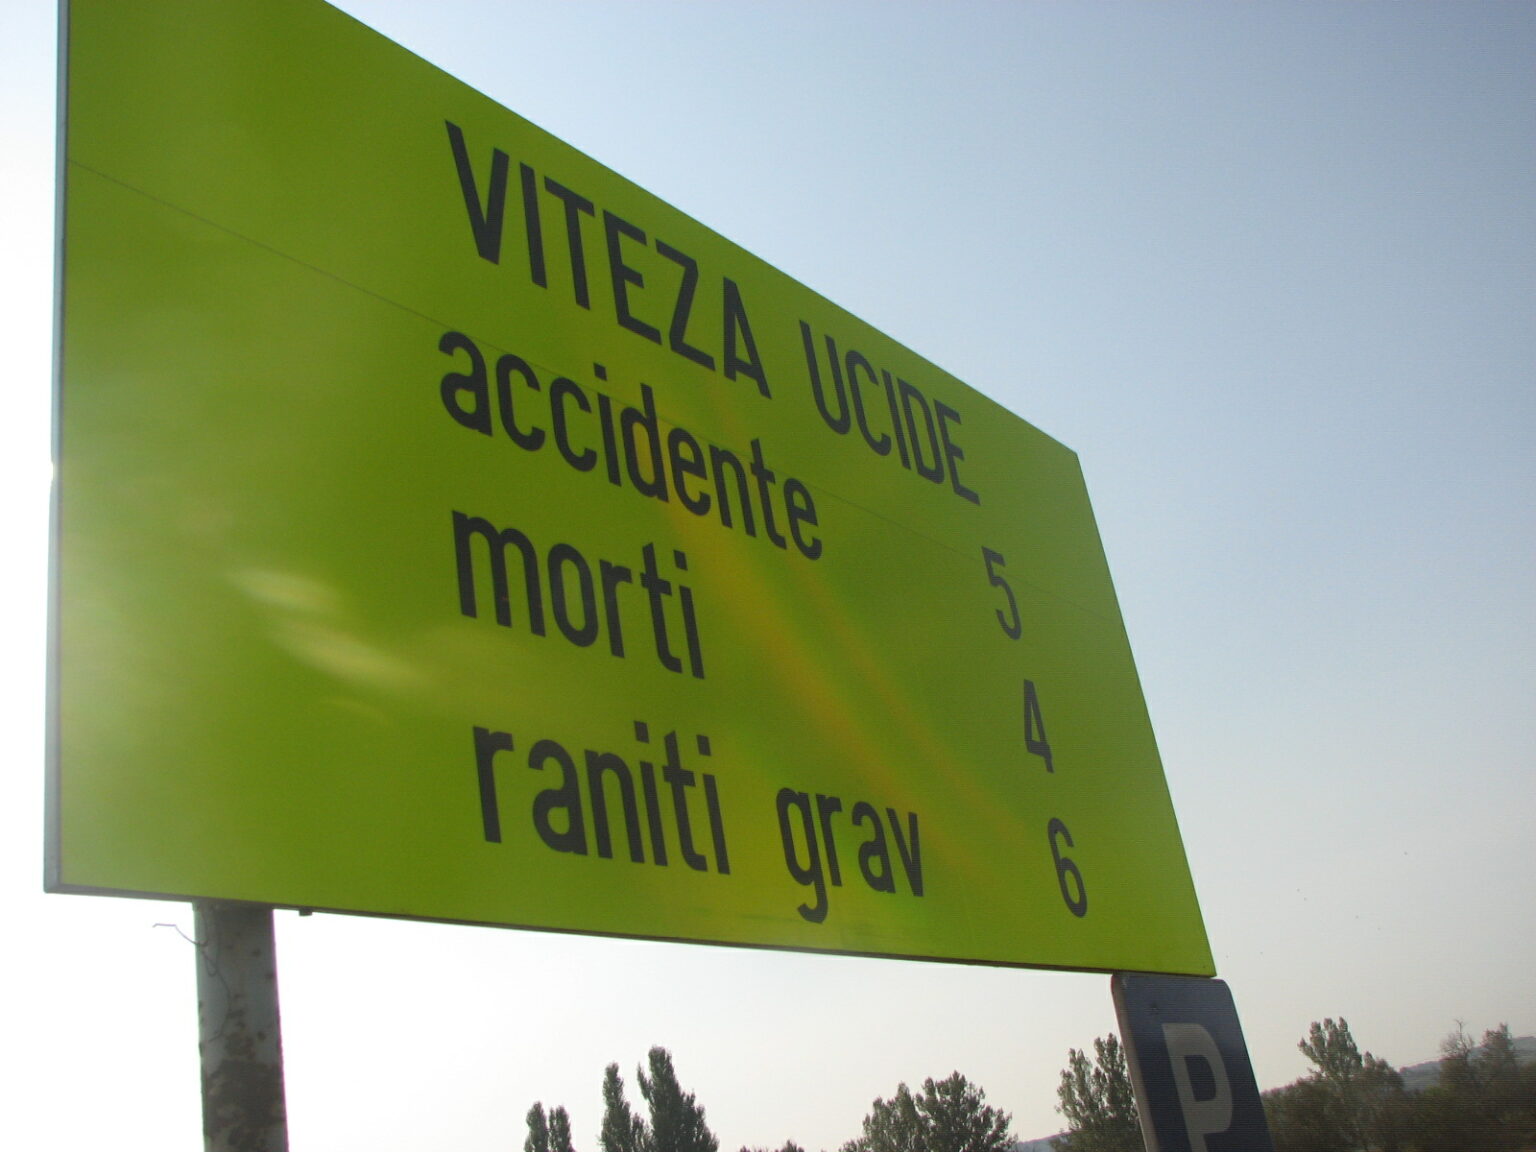 VITEZA UCIDE
accidente 5
morti 4
raniti grav 6
P